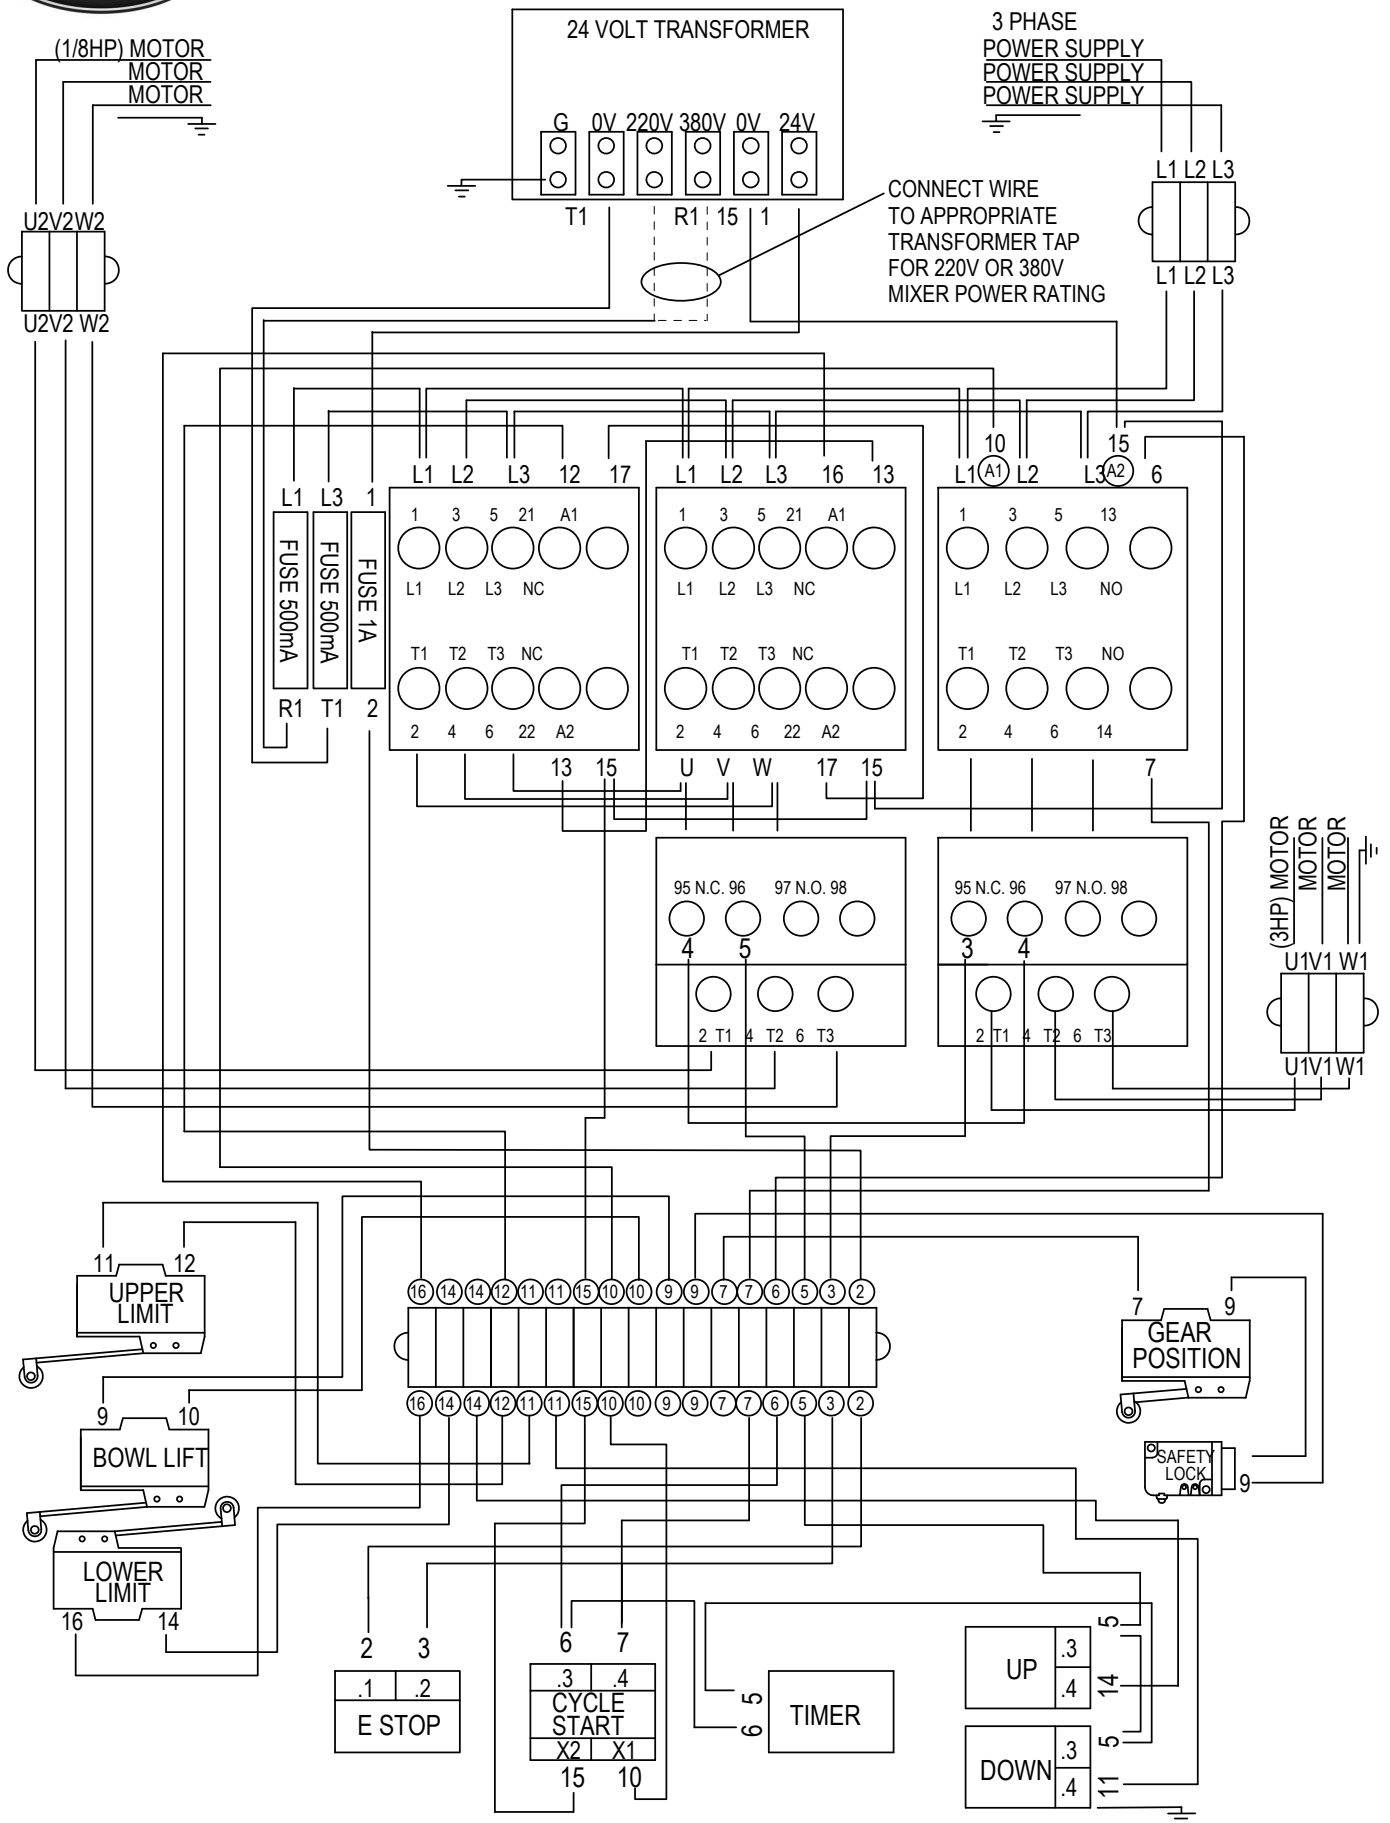 24 VOLT TRANSFORMER
3 PHASE
(1/8HP) MOTOR
POWER SUPPLY
MOTOR
POWER SUPPLY
MOTOR
POWER SUPPLY
G 0V 220V 380V 0V 24V
L1 L2 L3
CONNECT WIRE
TO APPROPRIATE
TRANSFORMER TAP
FOR 220V OR 380V
MIXER POWER RATING
T1 R1 15 1
U2 V2 W2
L1 L2 L3
U2 V2 W2
10 15
A1 A2
L1 L2 L3 12 17
L1 L2 L3 16 13
L1 L2 L3 6
L1 L3 1
FUSE 500mA
FUSE 500mA
FUSE 1A
R1 T1 2
1 3 5 21 A1
L1 L2 L3 NC
T1 T2 T3 NC
2 4 6 22 A2
13 15
1 3 5 21 A1
L1 L2 L3 NC
T1 T2 T3 NC
2 4 6 22 A2
U V W 17 15
1 3 5 13
L1 L2 L3 NO
T1 T2 T3 NO
2 4 6 14
7
95 N.C. 96 97 N.O. 98
4 5
2 T1 4 T2 6 T3
95 N.C. 96 97 N.O. 98
3 4
2 T1 4 T2 6 T3
(3HP) MOTOR
MOTOR
MOTOR
U1 V1 W1
U1 V1 W1
11 12
UPPER
LIMIT
16 14 14 12 11 11 15 10 10 9 9 7 7 6 5 3 2
16 14 14 12 11 11 15 10 10 9 9 7 7 6 5 3 2
7 9
GEAR
POSITION
9 10
BOWL LIFT
SAFETY
LOCK
9
LOWER
LIMIT
16 14
2 3
.1 .2
E STOP
6 7
.3 .4
CYCLE
START
X2 X1
15 10
5
6
TIMER
5
UP .3
.4
14
5
DOWN .3
.4
11